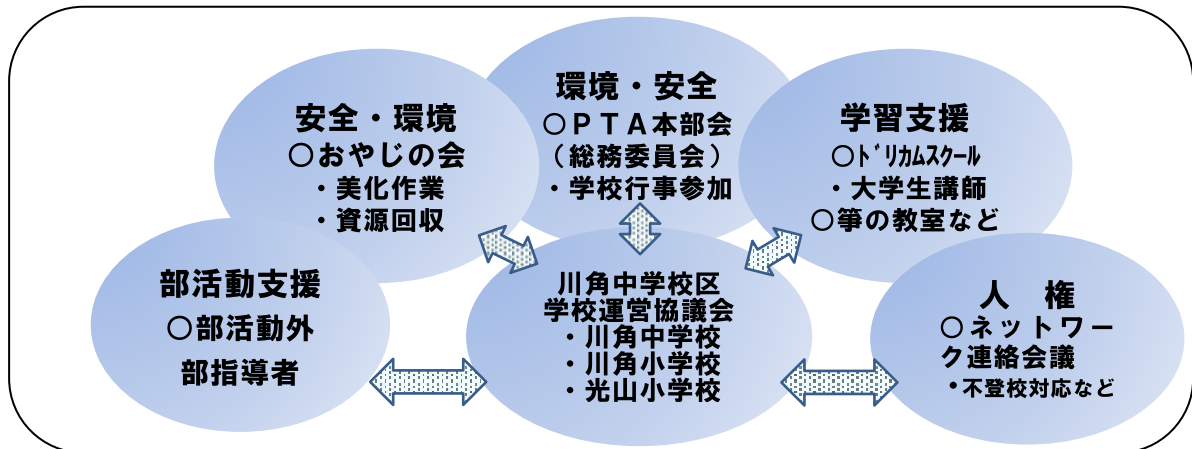 環境・安全
○ＰＴＡ本部会
（総務委員会）
・学校行事参加
安全・環境
○おやじの会
・美化作業
・資源回収
学習支援
○ﾄﾞﾘｶﾑｽｸｰﾙ
・大学生講師
○箏の教室など
部活動支援
○部活動外
部指導者
川角中学校区
学校運営協議会
・川角中学校
・川角小学校
・光山小学校
人　権
○ネットワー
ク連絡会議
・不登校対応など